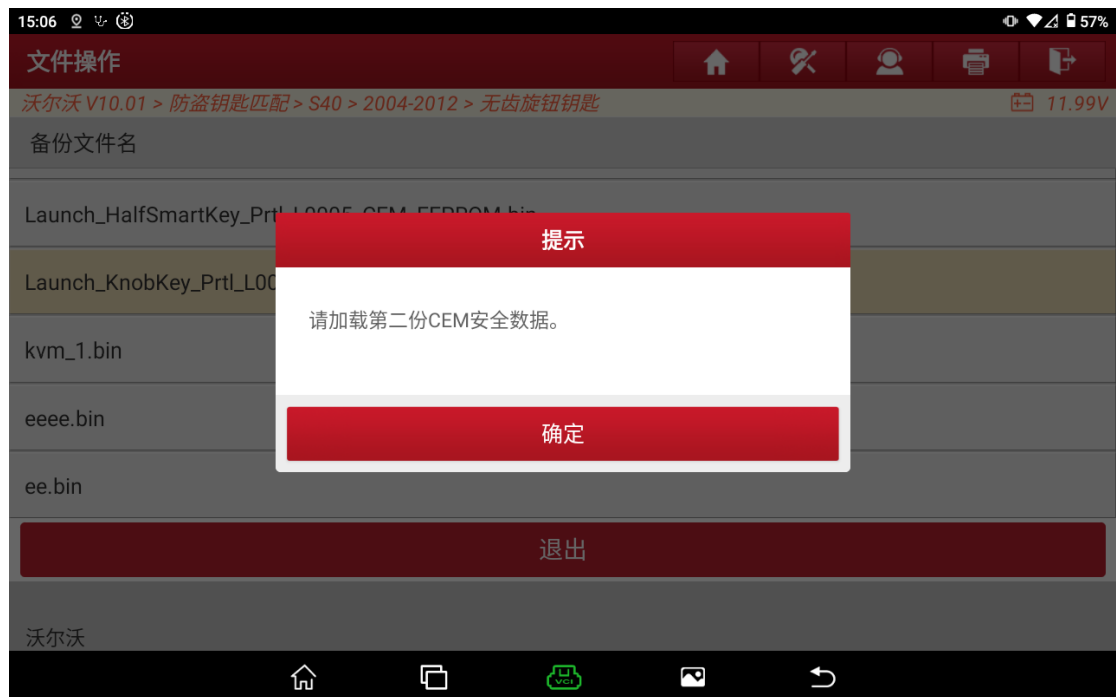 15:06
57%
文件操作
沃尔沃 V10.01 > 防盗钥匙匹配 > S40 > 2004-2012 > 无齿旋钮钥匙
11.99V
备份文件名
Launch_HalfSmartKey_Prtl_L0005_CEM_EEPROM.bin
提示
Launch_KnobKey_Prtl_L00
请加载第二份CEM安全数据。
kvm_1.bin
eeee.bin
确定
ee.bin
退出
沃尔沃
VCI